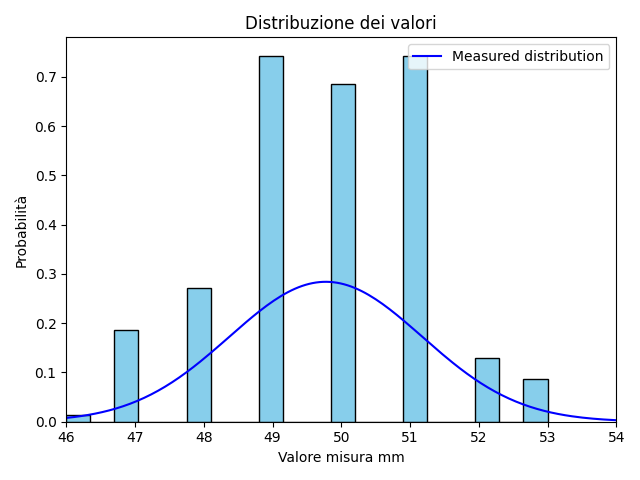 Distribuzione dei valori
Measured distribution
Probabilità
0.7
0.6
0.5
0.4
0.3
0.2
0.1
0.0
46 47 48 49 50 51 52 53 54
Valore misura mm